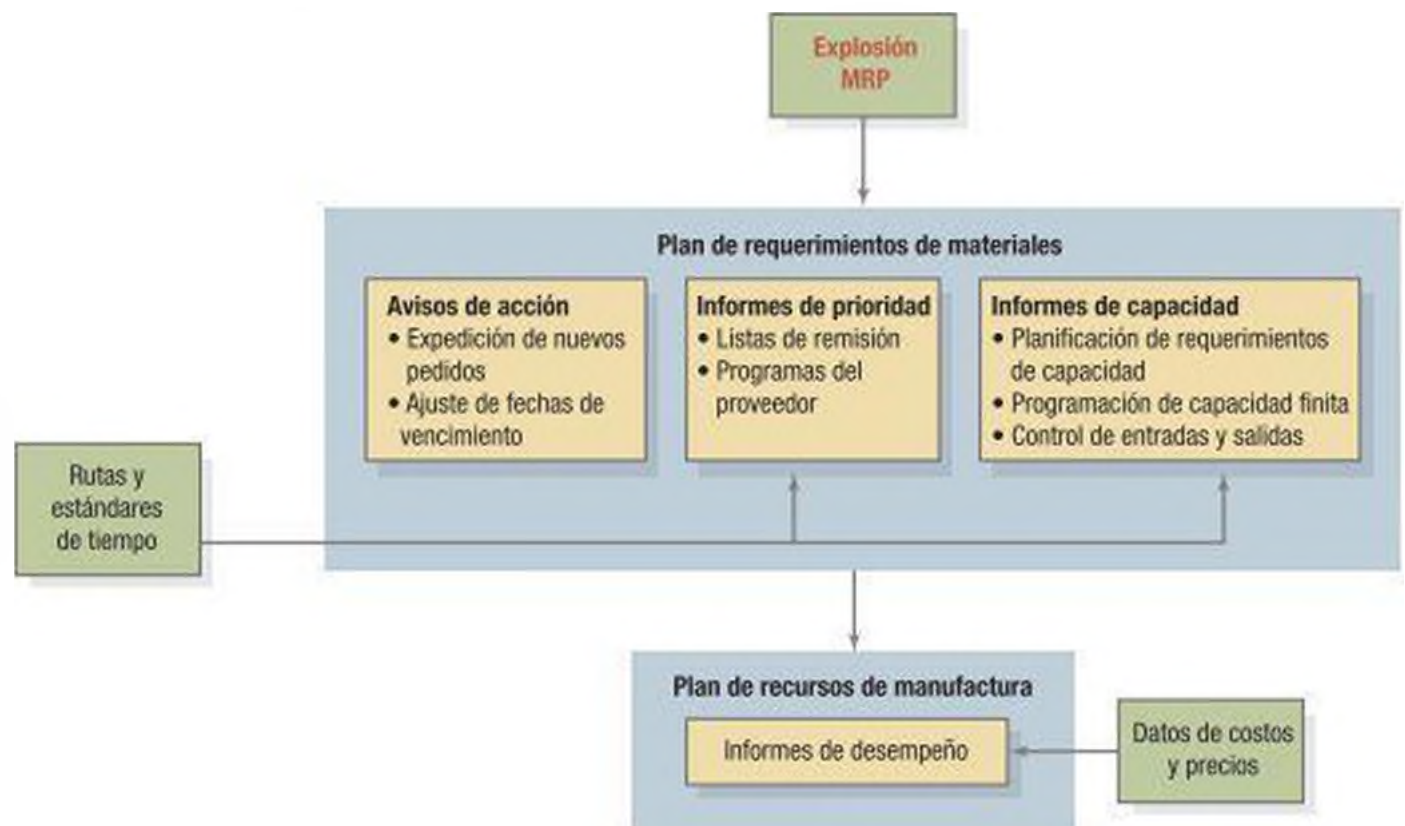 Explosión
MRP
Plan de requerimientos de materiales
Avisos de acción
• Expedición de nuevos
pedidos
• Ajuste de fechas de
vencimiento
Informes de prioridad
• Listas de remisión
• Programas del
proveedor
Informes de capacidad
• Planificación de requerimientos
de capacidad
• Programación de capacidad finita
• Control de entradas y salidas
Rutas y
estándares
de tiempo
Plan de recursos de manufactura
Informes de desempeño
Datos de costos
y precios